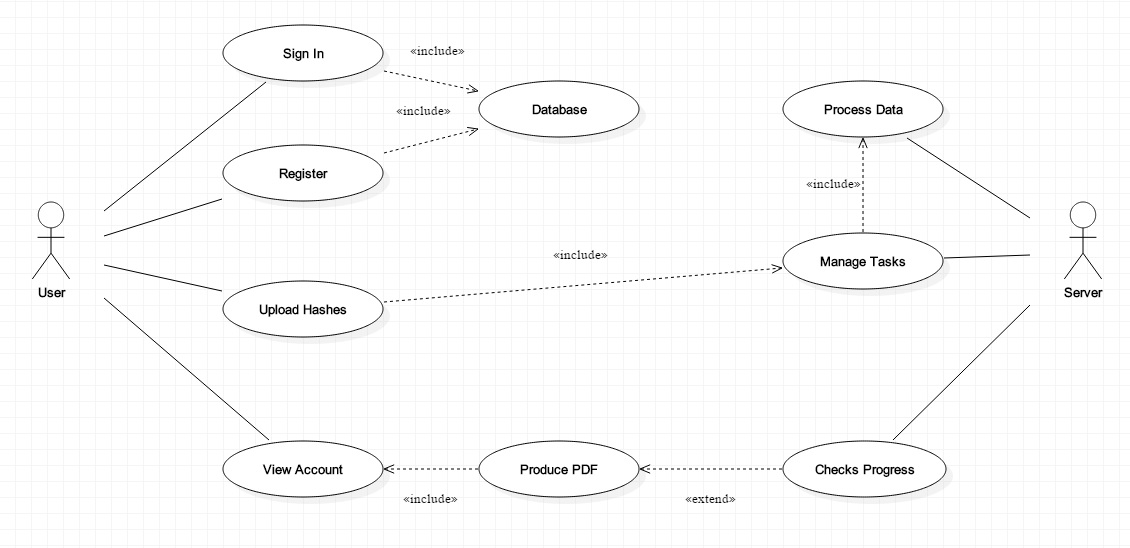 Sign In
«include»
Database
Process Data
«include»
Register
«include»
«include»
Manage Tasks
User
Server
Upload Hashes
View Account
Produce PDF
Checks Progress
«include»
«extend»